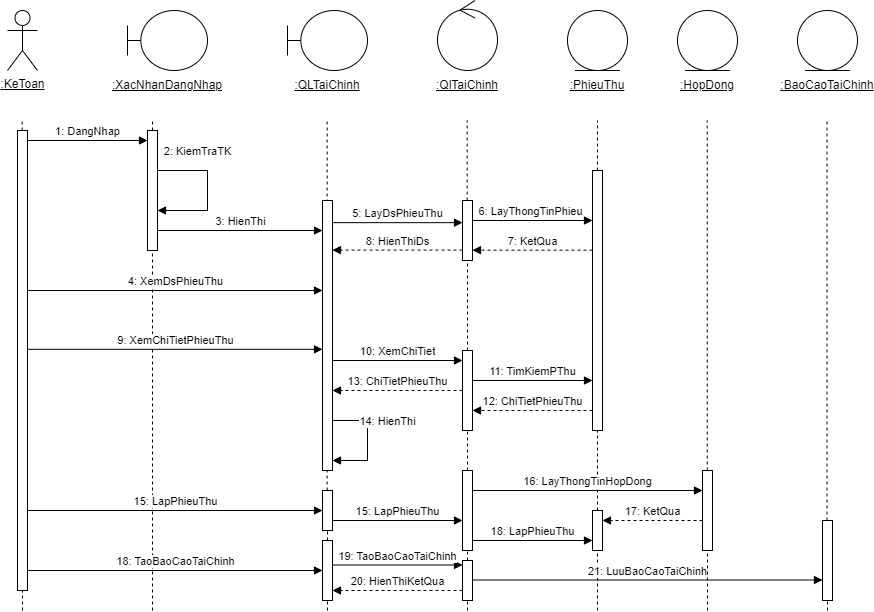 :KeToan
:XacNhanDangNhap
:QLTaiChinh
:QlTaiChinh
:PhieuThu
:HopDong
:BaoCaoTaiChinh
1: DangNhap
2: KiemTraTK
3: HienThi
5: LayDsPhieuThu
6: LayThongTinPhieu
8: HienThiDs
7: KetQua
4: XemDsPhieuThu
9: XemChiTietPhieuThu
10: XemChiTiet
11: TimKiemPThu
13: ChiTietPhieuThu
12: ChiTietPhieuThu
14: HienThi
16: LayThongTinHopDong
15: LapPhieuThu
15: LapPhieuThu
17: KetQua
18: LapPhieuThu
18: TaoBaoCaoTaiChinh
19: TaoBaoCaoTaiChinh
21: LuuBaoCaoTaiChinh
20: HienThiKetQua